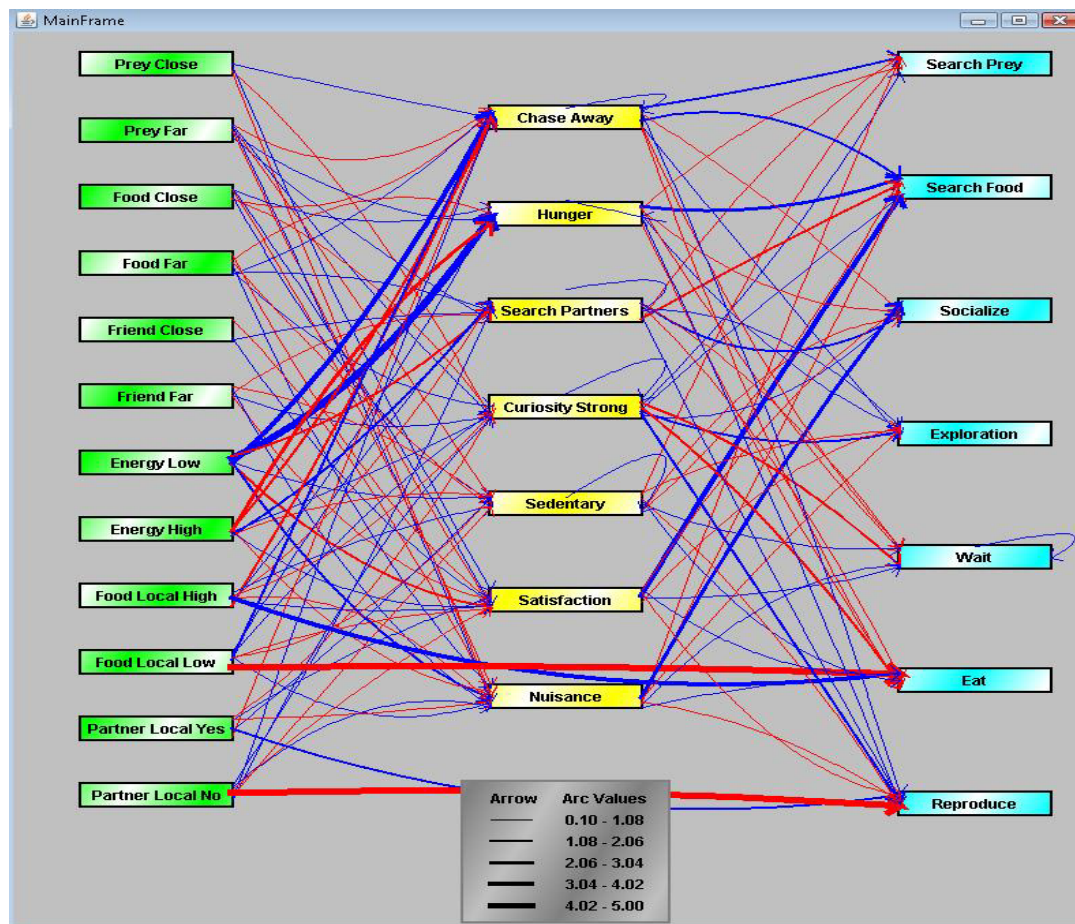 MainFrame
Prey Close
Prey Far
Food Close
Food Far
Friend Close
Friend Far
Energy Low
Energy High
Food Local High
Food Local Low
Partner Local Yes
Partner Local No
Chase Away
Hunger
Search Partners
Curiosity Strong
Sedentary
Satisfaction
Nuisance
Search Prey
Search Food
Socialize
Exploration
Wait
Eat
Reproduce
Arrow Arc Values
0.10 - 1.08
1.08 - 2.06
2.06 - 3.04
3.04 - 4.02
4.02 - 5.00